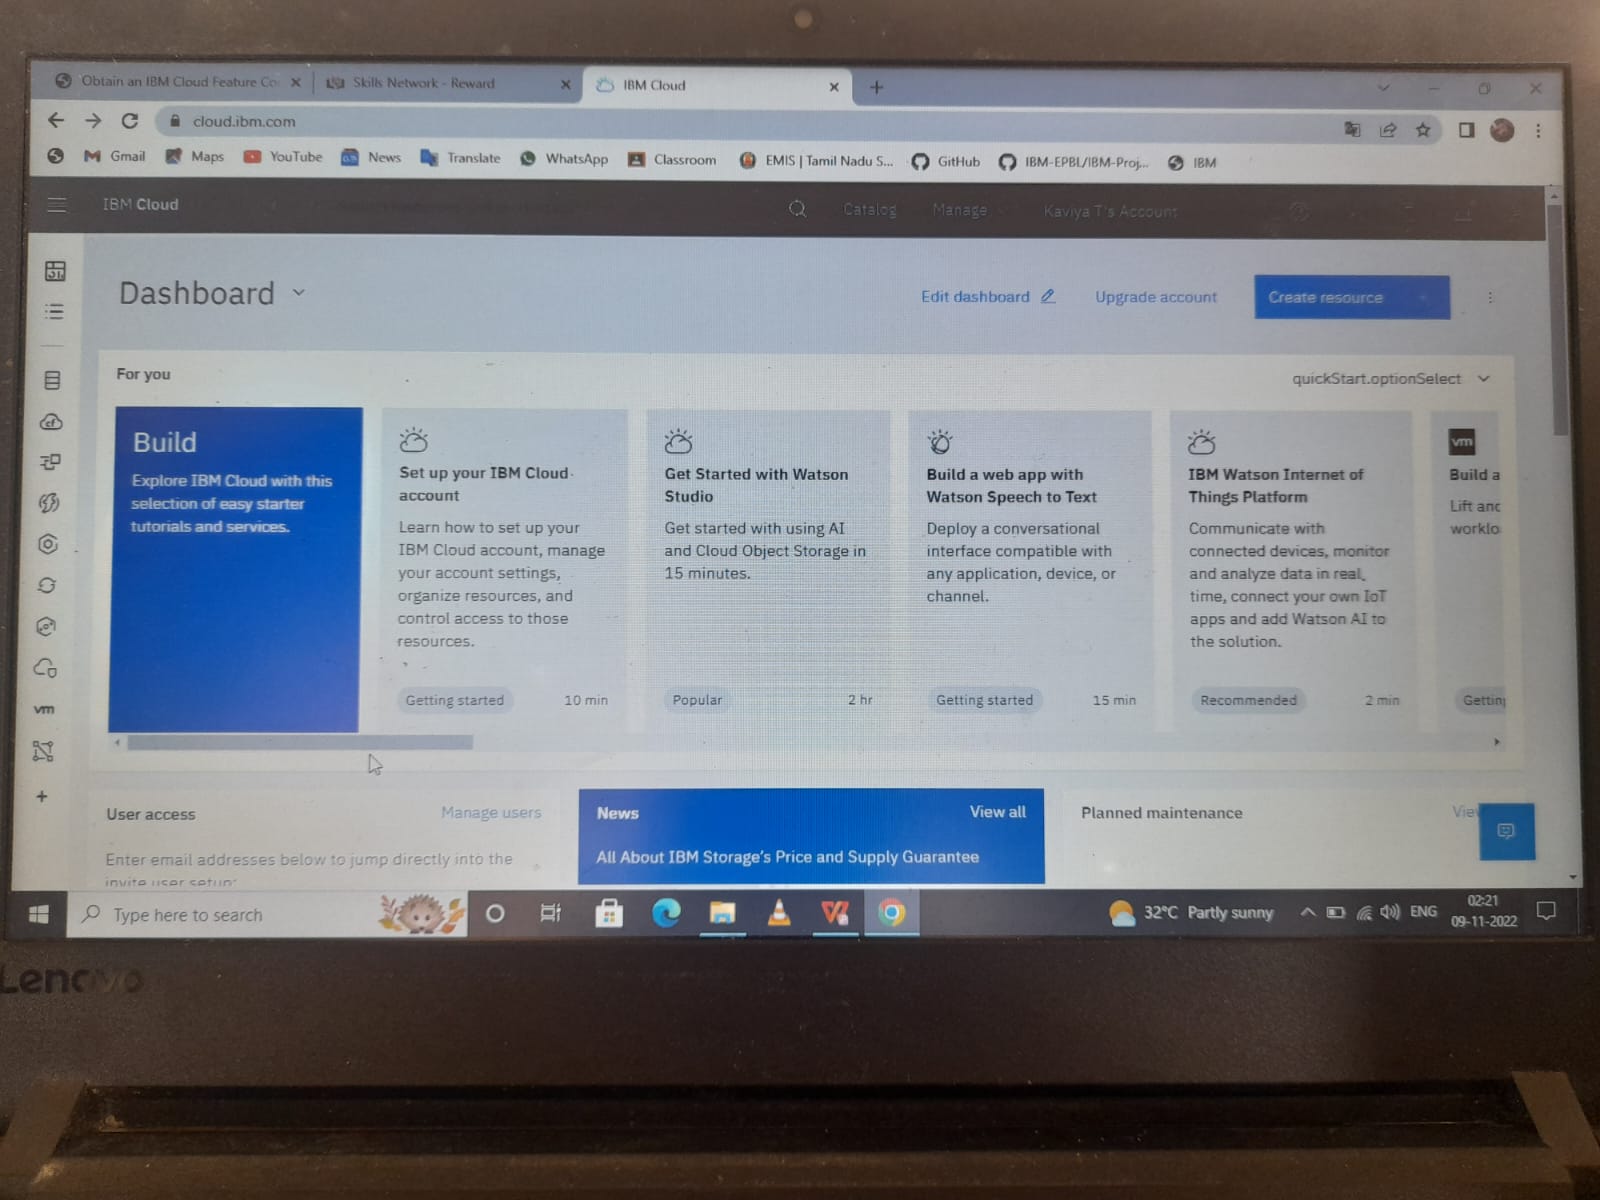 Obtain an IBM Cloud Feature Co
Skills Network - Reward
IBM Cloud
cloud.ibm.com
Gmail
Maps
YouTube
News
Translate
WhatsApp
Classroom
EMIS | Tamil Nadu S...
GitHub
IBM-EPBL/IBM-Proj...
IBM
IBM Cloud
Catalog
Manage
Kaviya T's Account
Dashboard
Edit dashboard
Upgrade account
Create resource
For you
quickStart.optionSelect
Build
Explore IBM Cloud with this
selection of easy starter
tutorials and services.
Set up your IBM Cloud
account
Learn how to set up your
IBM Cloud account, manage
your account settings,
organize resources, and
control access to those
resources.
Getting started
10 min
Get Started with Watson
Studio
Get started with using AI
and Cloud Object Storage in
15 minutes.
Popular
2 hr
Build a web app with
Watson Speech to Text
Deploy a conversational
interface compatible with
any application, device, or
channel.
Getting started
15 min
IBM Watson Internet of
Things Platform
Communicate with
connected devices, monitor
and analyze data in real
time, connect your own IoT
apps and add Watson AI to
the solution.
Recommended
2 min
vm
Build a
Lift and
worklo
Getting
vm
User access
Manage users
Enter email addresses below to jump directly into the
invite user setup:
News
View all
All About IBM Storage's Price and Supply Guarantee
Planned maintenance
View
Type here to search
32°C Partly sunny
ENG
02:21
09-11-2022
Lenovo